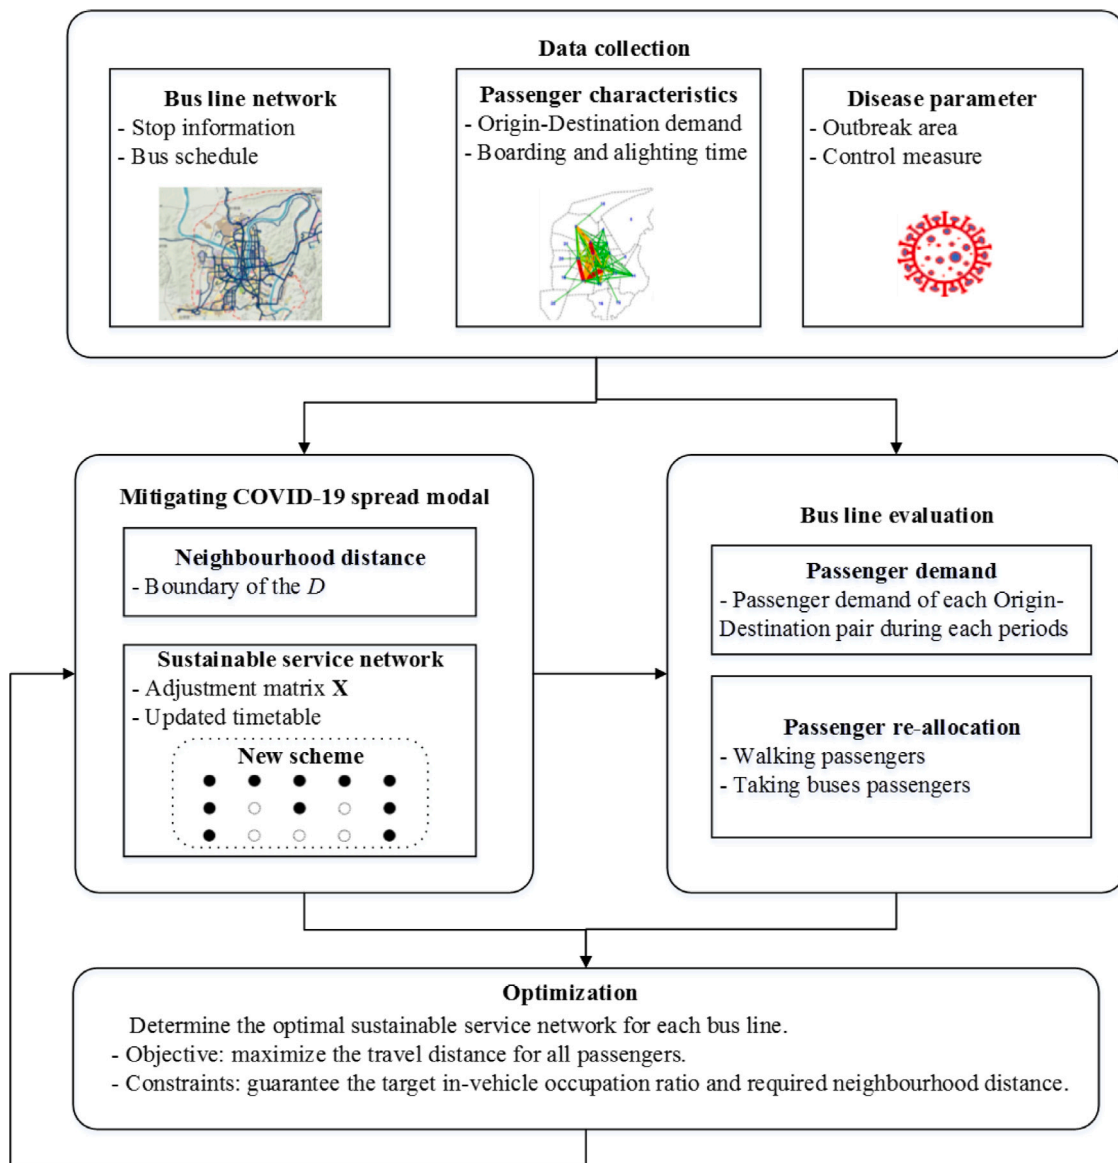 Data collection
Bus line network
- Stop information
- Bus schedule
Passenger characteristics
- Origin-Destination demand
- Boarding and alighting time
Disease parameter
- Outbreak area
- Control measure
Mitigating COVID-19 spread modal
Neighbourhood distance
- Boundary of the D
Sustainable service network
- Adjustment matrix X
- Updated timetable
New scheme
Bus line evaluation
Passenger demand
- Passenger demand of each Origin-
Destination pair during each periods
Passenger re-allocation
- Walking passengers
- Taking buses passengers
Optimization
Determine the optimal sustainable service network for each bus line.
- Objective: maximize the travel distance for all passengers.
- Constraints: guarantee the target in-vehicle occupation ratio and required neighbourhood distance.